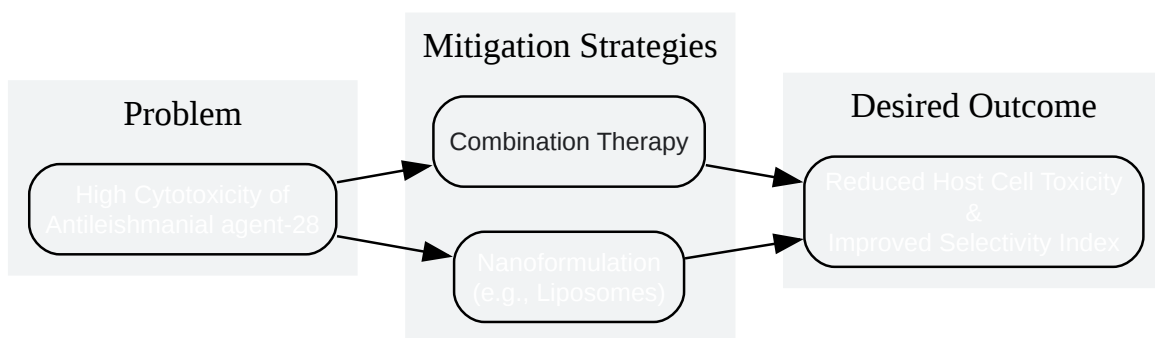 Problem
High Cytotoxicity of
Antileishmanial agent-28
Mitigation Strategies
Combination Therapy
Nanoformulation
(e.g., Liposomes)
Desired Outcome
Reduced Host Cell Toxicity
&
Improved Selectivity Index